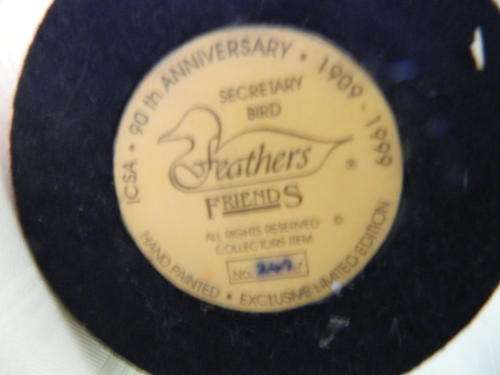 ICSA • 90 th ANNIVERSARY • 1909 - 1999
SECRETARY
BIRD
Feathers ®
FRIENDS ©
ALL RIGHTS RESERVED
COLLECTORS ITEM
No.
HAND PAINTED • EXCLUSIVE LIMITED EDITION